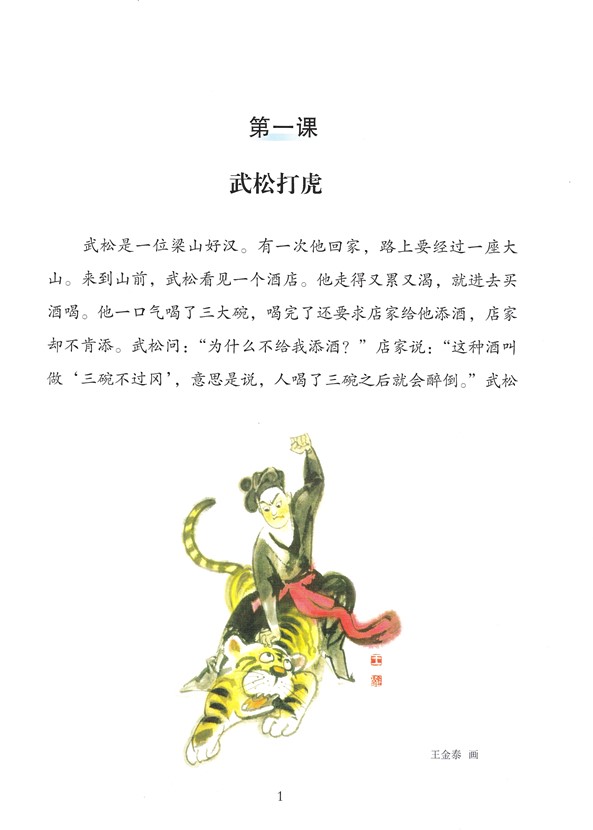 第一课
武松打虎
武松是一位梁山好汉。有一次他回家，路上要经过一座大
山。来到山前，武松看见一个酒店。他走得又累又渴，就进去买
酒喝。他一口气喝了三大碗，喝完了还要求店家给他添酒，店家
却不肯添。武松问：“为什么不给我添酒？”店家说：“这种酒叫
做‘三碗不过冈’，意思是说，人喝了三碗之后就会醉倒。”武松
王金泰 画
1